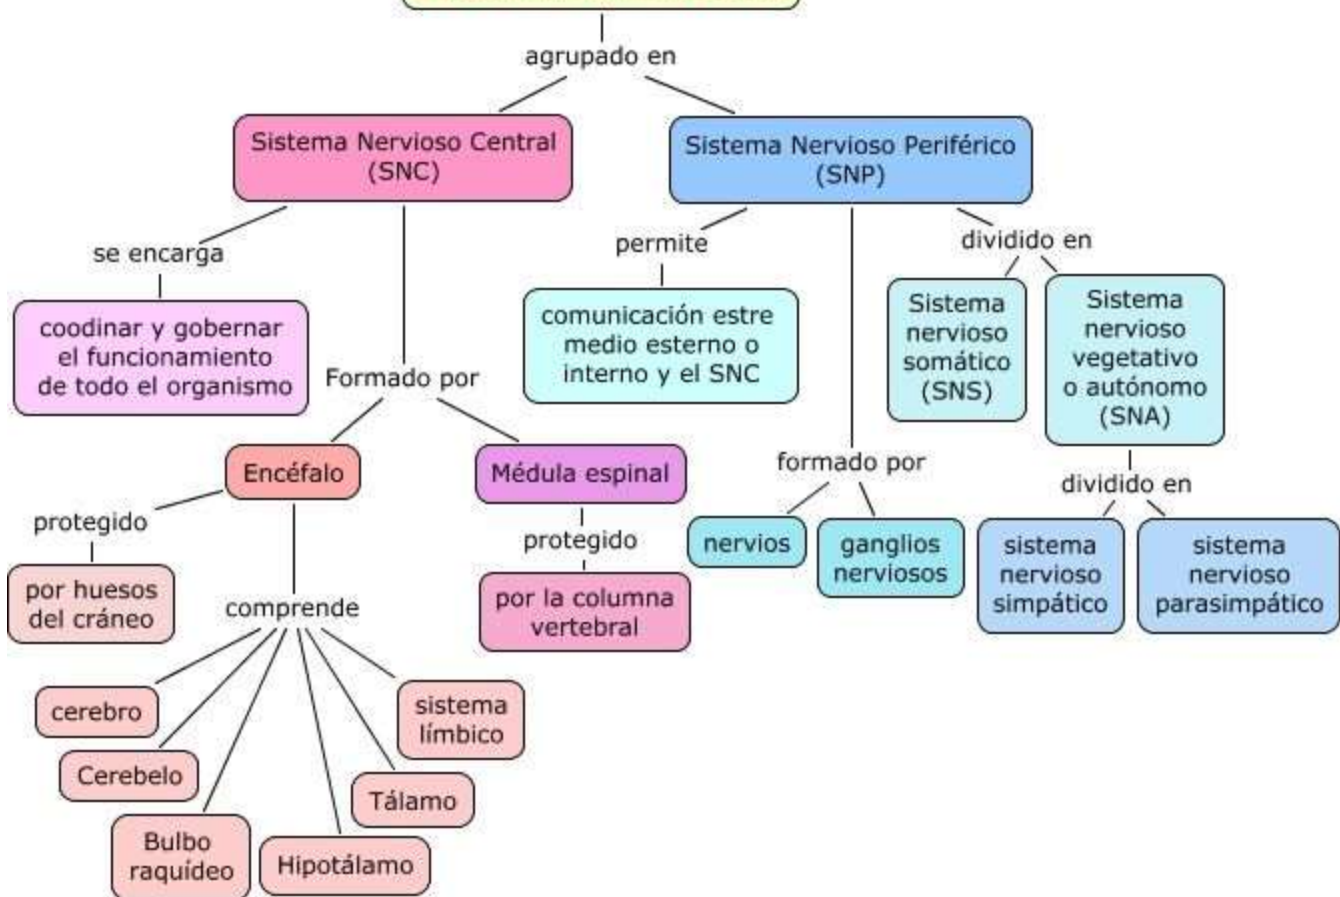 agrupado en
Sistema Nervioso Central
(SNC)
Sistema Nervioso Periférico
(SNP)
se encarga
coodinar y gobernar
el funcionamiento
de todo el organismo
Formado por
permite
comunicación estre
medio esterno o
interno y el SNC
dividido en
Sistema
nervioso
somático
(SNS)
Sistema
nervioso
vegetativo
o autónomo
(SNA)
Encéfalo
Médula espinal
formado por
dividido en
protegido
por huesos
del cráneo
comprende
protegido
por la columna
vertebral
nervios
ganglios
nerviosos
sistema
nervioso
simpático
sistema
nervioso
parasimpático
cerebro
Cerebelo
Bulbo
raquídeo
Hipotálamo
Tálamo
sistema
límbico